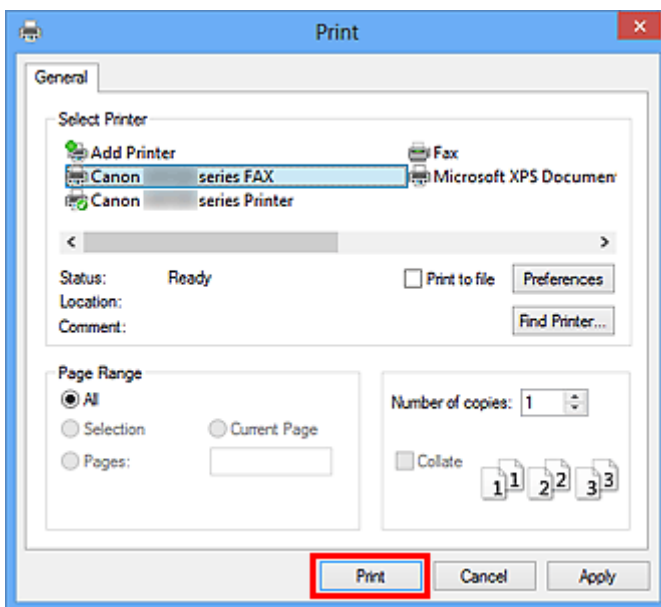 Print
General
Select Printer
Add Printer Fax
Canon series FAX Microsoft XPS Documen
Canon series Printer
Status: Ready Print to file Preferences
Location:
Comment: Find Printer...
Page Range
All Number of copies: 1
Selection Current Page
Pages: Collate
1 1 2 2 3 3
Print Cancel Apply